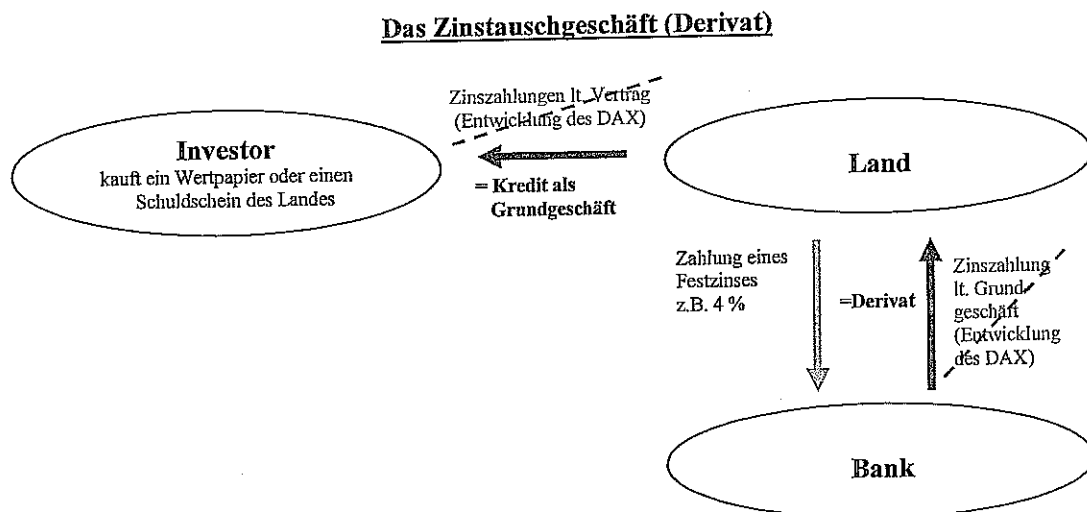 Das Zinstauschgeschäft (Derivat)
Zinszahlungen lt. Vertrag
(Entwicklung des DAX)
Investor
kauft ein Wertpapier oder einen
Schuldschein des Landes
= Kredit als
Grundgeschäft
Land
Zahlung eines
Festzinses
z.B. 4 %
=Derivat
Zinszahlung
lt. Grund-
geschäft
(Entwicklung
des DAX)
Bank